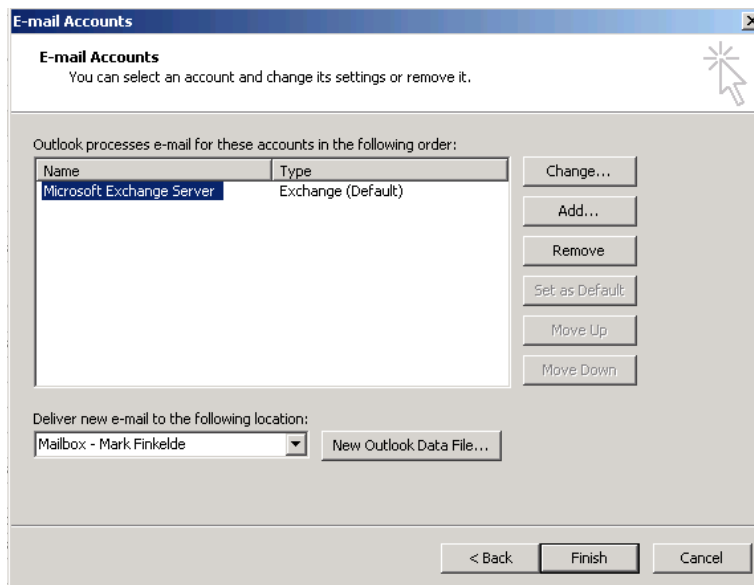 E-mail Accounts
E-mail Accounts
You can select an account and change its settings or remove it.
Outlook processes e-mail for these accounts in the following order:
Name Type
Microsoft Exchange Server Exchange (Default)
Change...
Add...
Remove
Set as Default
Move Up
Move Down
Deliver new e-mail to the following location:
Mailbox - Mark Finkelde New Outlook Data File...
< Back Finish Cancel